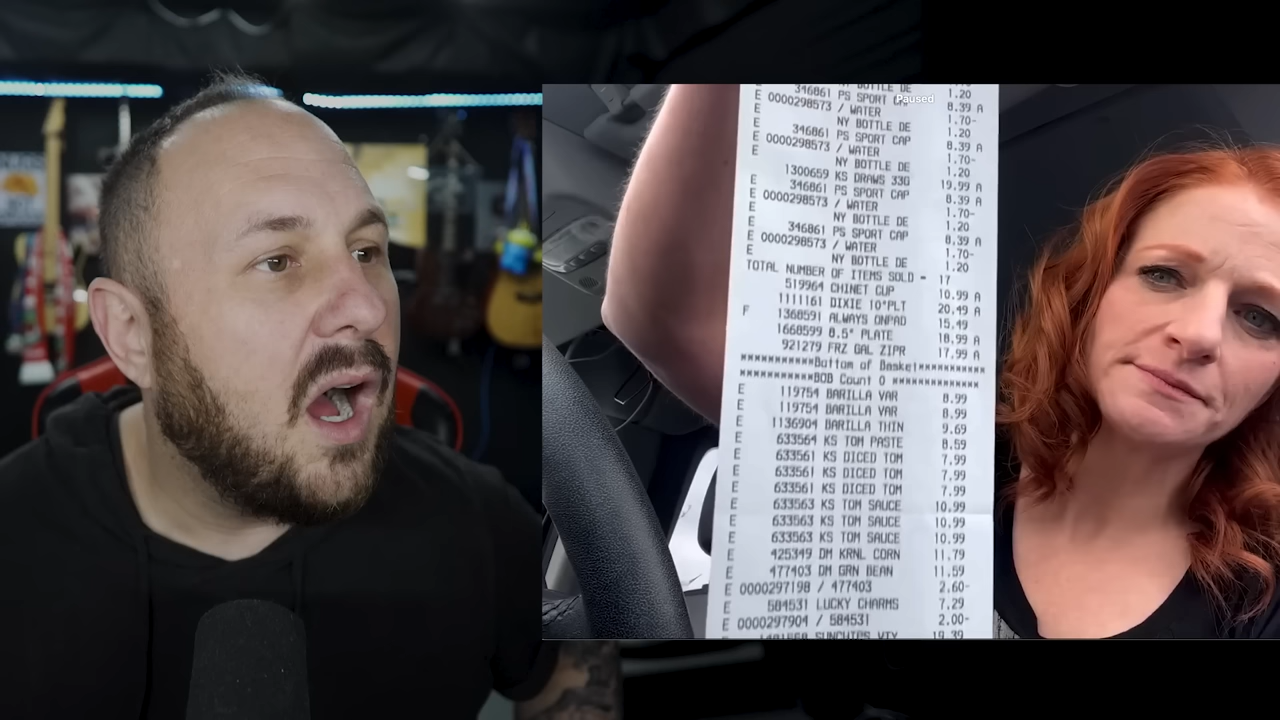 NY BOTTLE DE 1.20
E 346861 PS SPORT 8.39 A
Paused
E 0000298573 / WATER 1.70-
NY BOTTLE DE 1.20
E 346861 PS SPORT CAP 8.39 A
E 0000298573 / WATER 1.70-
E NY BOTTLE DE 1.20
1300659 KS DRAWS 330 19.99 A
E 346861 PS SPORT CAP 8.39 A
E 0000298573 / WATER 1.70-
E NY BOTTLE DE 1.20
346861 PS SPORT CAP 8.39 A
E 0000298573 / WATER 1.70-
E NY BOTTLE DE 1.20
TOTAL NUMBER OF ITEMS SOLD = 17
519964 CHINET CUP 10.99 A
1111161 DIXIE 10"PLT 20.49 A
F 1368591 ALWAYS ONPAD 15.49
1668599 8.5" PLATE 18.99 A
921279 FRZ GAL ZIPR 17.99 A
Bottom of Basket
BOB Count 0
E 119754 BARILLA VAR 8.99
E 119754 BARILLA VAR 8.99
E 1136904 BARILLA THIN 9.69
E 633564 KS TOM PASTE 8.59
E 633561 KS DICED TOM 7.99
E 633561 KS DICED TOM 7.99
E 633561 KS DICED TOM 7.99
E 633563 KS TOM SAUCE 10.99
E 633563 KS TOM SAUCE 10.99
E 633563 KS TOM SAUCE 10.99
E 425349 DM KRNL CORN 11.79
E 477403 DM GRN BEAN 11.59
E 0000297198 / 477403 2.60-
E 584531 LUCKY CHARMS 7.29
E 0000297904 / 584531 2.00-
SUNCHIPS VTY